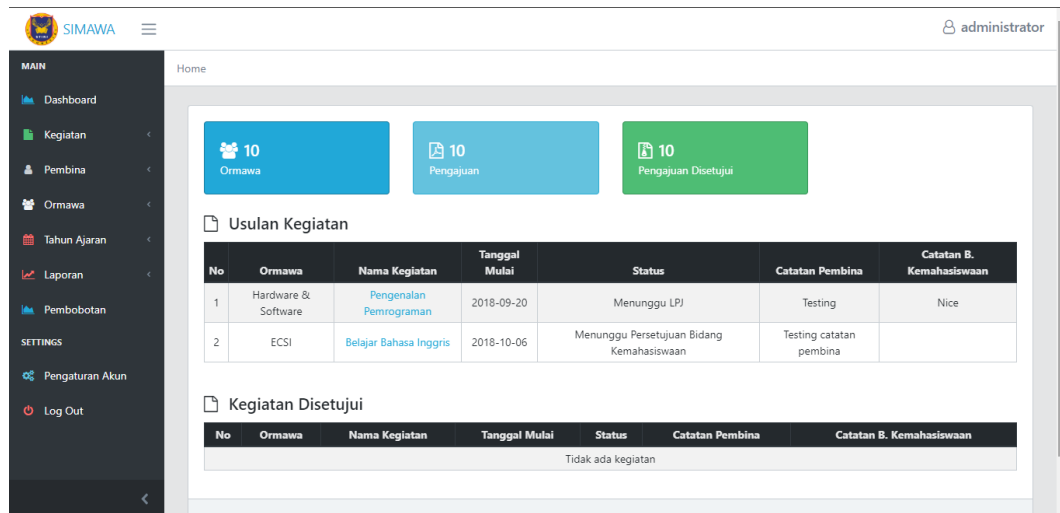 SIMAWA
administrator
MAIN
Home
Dashboard
Kegiatan
Pembina
Ormawa
Tahun Ajaran
Laporan
Pembobotan
SETTINGS
Pengaturan Akun
Log Out
10
Ormawa
10
Pengajuan
10
Pengajuan Disetujui
Usulan Kegiatan
No Ormawa Nama Kegiatan Tanggal Mulai Status Catatan Pembina Catatan B. Kemahasiswaan
1 Hardware & Software Pengenalan Pemrograman 2018-09-20 Menunggu LPJ Testing Nice
2 ECSI Belajar Bahasa Inggris 2018-10-06 Menunggu Persetujuan Bidang Kemahasiswaan Testing catatan pembina
Kegiatan Disetujui
No Ormawa Nama Kegiatan Tanggal Mulai Status Catatan Pembina Catatan B. Kemahasiswaan
Tidak ada kegiatan